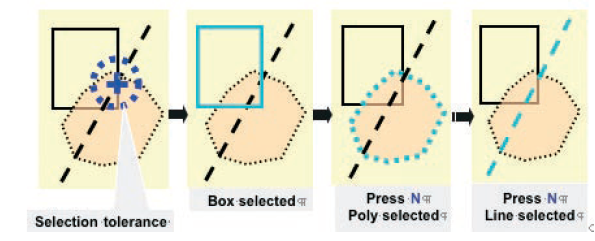 Selection tolerance
Box selected
Press N
Poly selected
Press N
Line selected